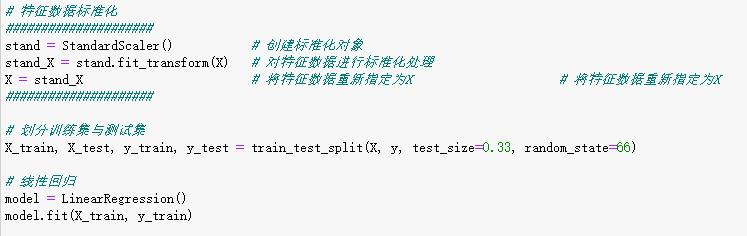 # 特征数据标准化
#####################
stand = StandardScaler() # 创建标准化对象
stand_X = stand.fit_transform(X) # 对特征数据进行标准化处理
X = stand_X # 将特征数据重新指定为X # 将特征数据重新指定为X
#####################
# 划分训练集与测试集
X_train, X_test, y_train, y_test = train_test_split(X, y, test_size=0.33, random_state=66)
# 线性回归
model = LinearRegression()
model.fit(X_train, y_train)